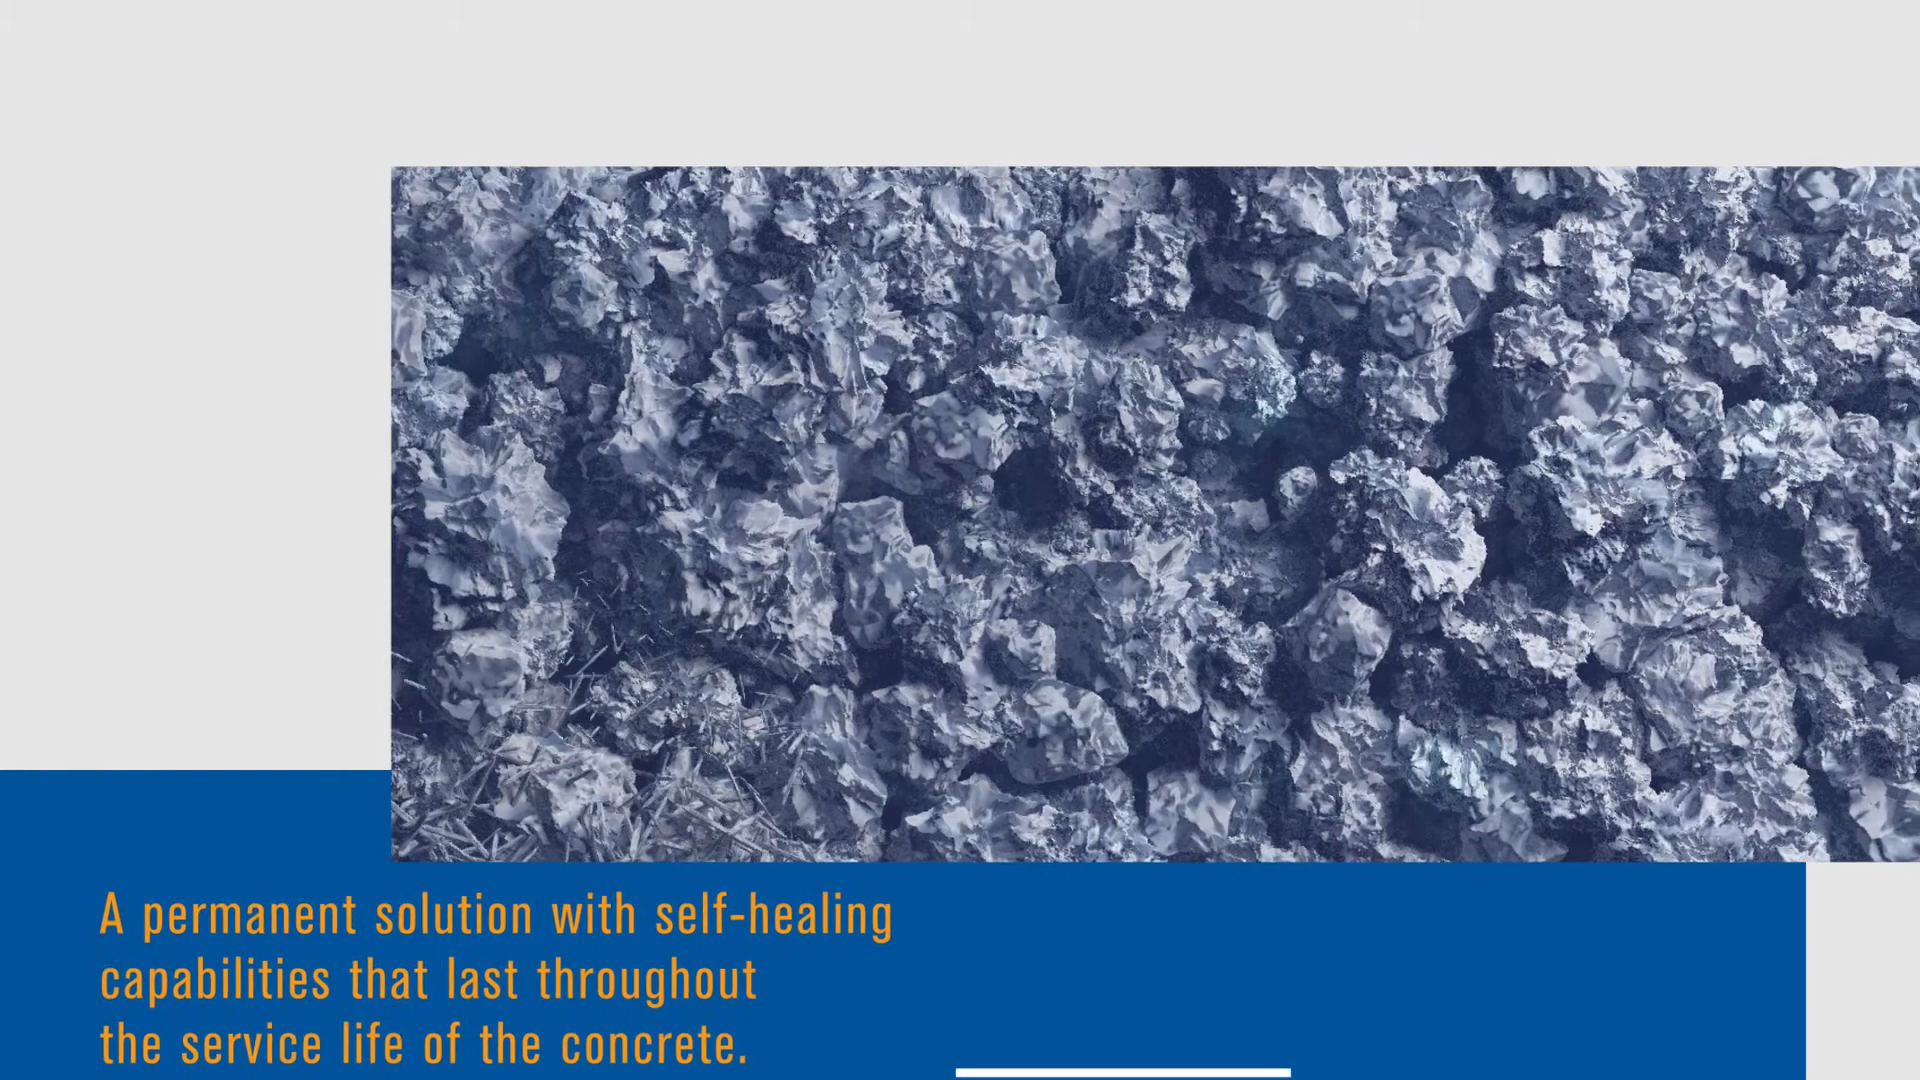 A permanent solution with self-healing
capabilities that last throughout
the service life of the concrete.